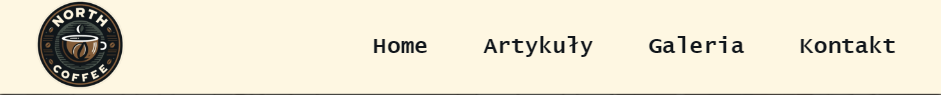 NORTH
COFFEE
Home Artykuły Galeria Kontakt